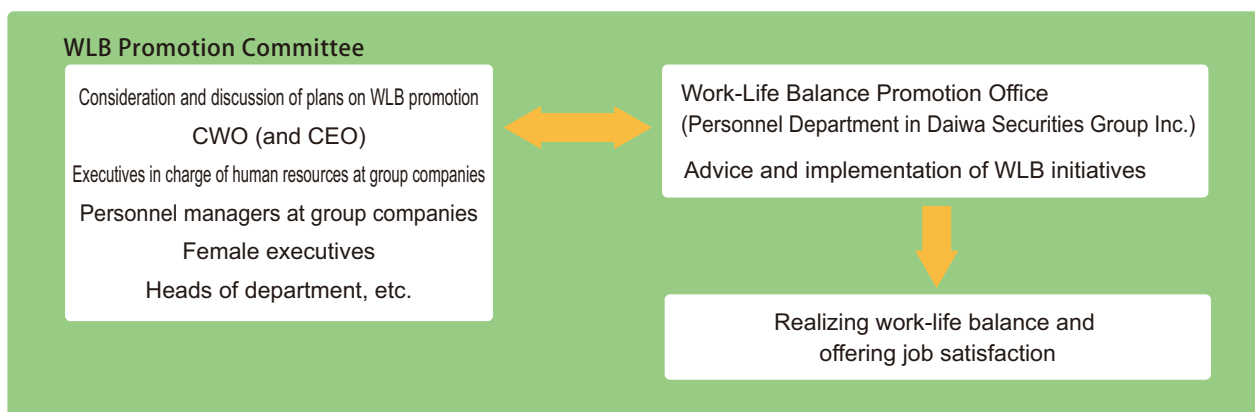 WLB Promotion Committee
Consideration and discussion of plans on WLB promotion
CWO (and CEO)
Executives in charge of human resources at group companies
Personnel managers at group companies
Female executives
Heads of department, etc.
Work-Life Balance Promotion Office
(Personnel Department in Daiwa Securities Group Inc.)
Advice and implementation of WLB initiatives
Realizing work-life balance and
offering job satisfaction